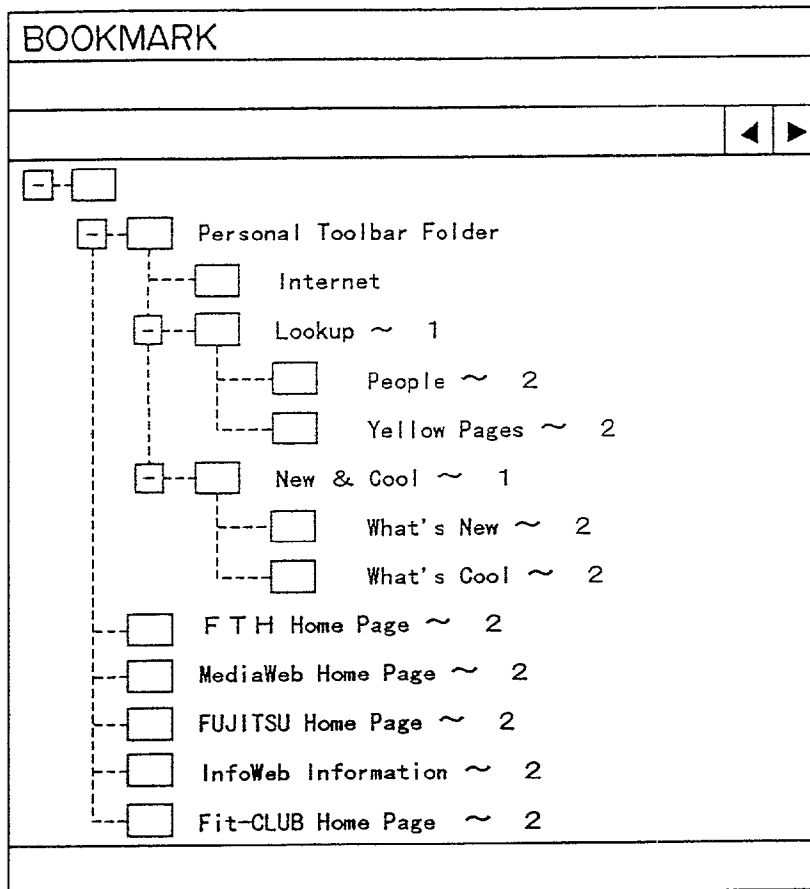 BOOKMARK
Personal Toolbar Folder
Internet
Lookup ~ 1
People ~ 2
Yellow Pages ~ 2
New & Cool ~ 1
What's New ~ 2
What's Cool ~ 2
FTH Home Page ~ 2
MediaWeb Home Page ~ 2
FUJITSU Home Page ~ 2
InfoWeb Information ~ 2
Fit-CLUB Home Page ~ 2